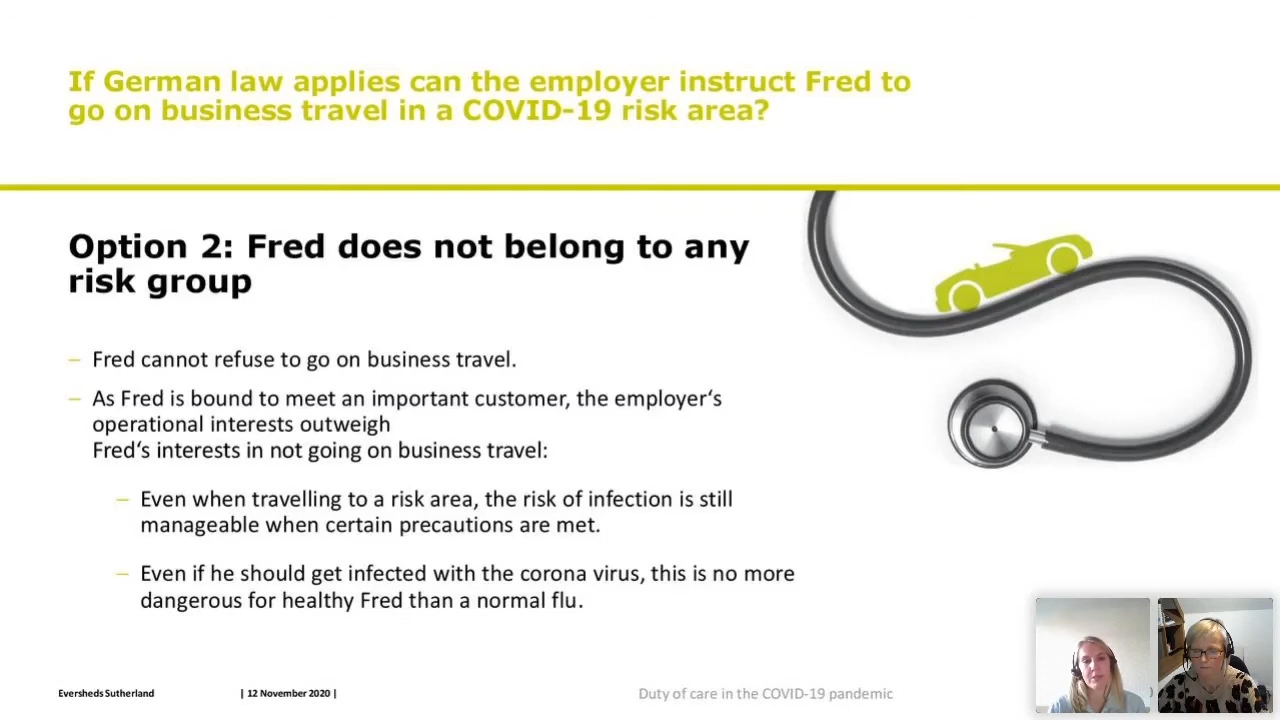 If German law applies can the employer instruct Fred to
go on business travel in a COVID-19 risk area?
Option 2: Fred does not belong to any
risk group
– Fred cannot refuse to go on business travel.
– As Fred is bound to meet an important customer, the employer‘s
operational interests outweigh
Fred‘s interests in not going on business travel:
– Even when travelling to a risk area, the risk of infection is still
manageable when certain precautions are met.
– Even if he should get infected with the corona virus, this is no more
dangerous for healthy Fred than a normal flu.
Eversheds Sutherland | 12 November 2020 | Duty of care in the COVID-19 pandemic